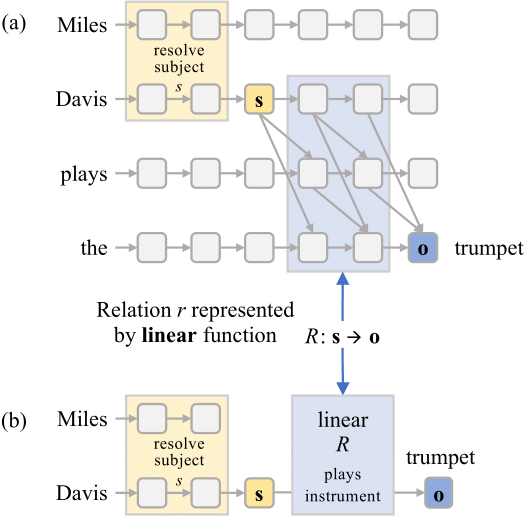 (a)
Miles
resolve
subject
s
Davis
s
plays
the
o
trumpet
Relation r represented
by linear function
R: s → o
(b)
Miles
resolve
subject
s
Davis
s
linear
R
plays
instrument
trumpet
o